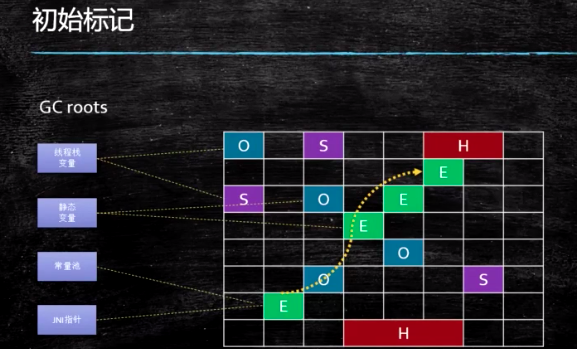 初始标记
GC roots
线程栈
变量
静态
变量
常量池
JNI指针
O S H
E
S O E
E
O
O S
E
H